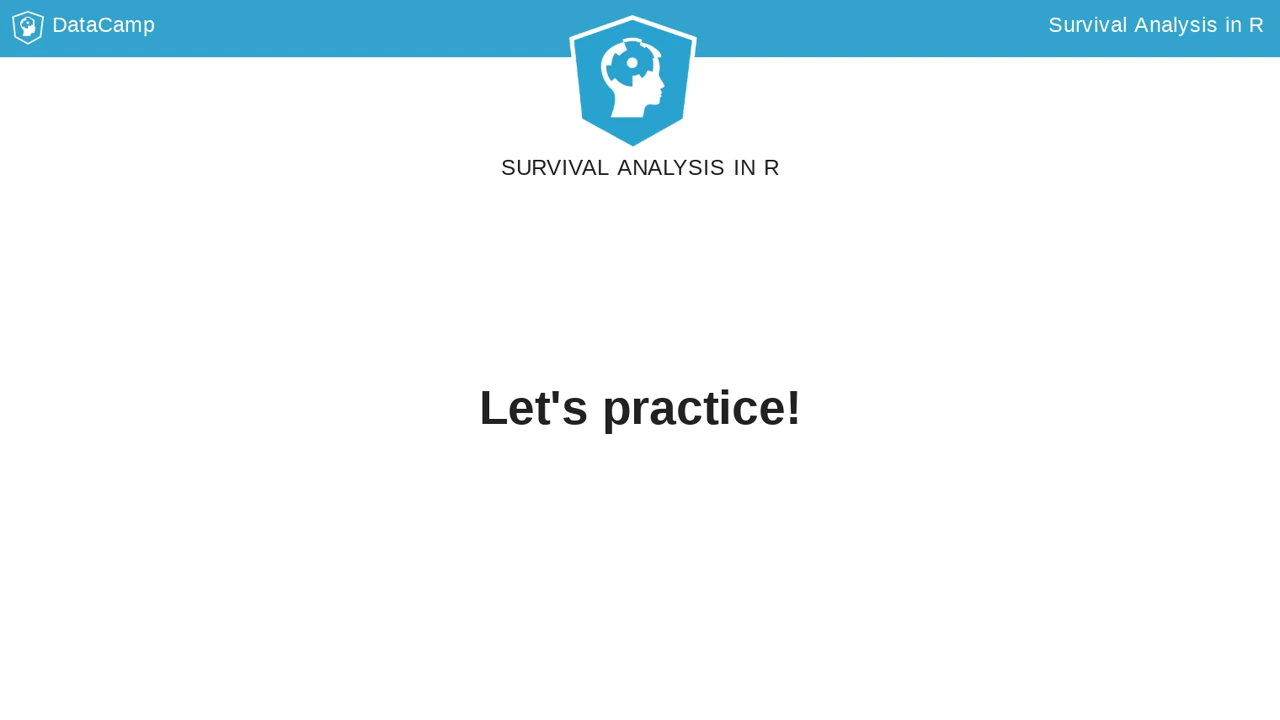 DataCamp
Survival Analysis in R
SURVIVAL ANALYSIS IN R
Let's practice!